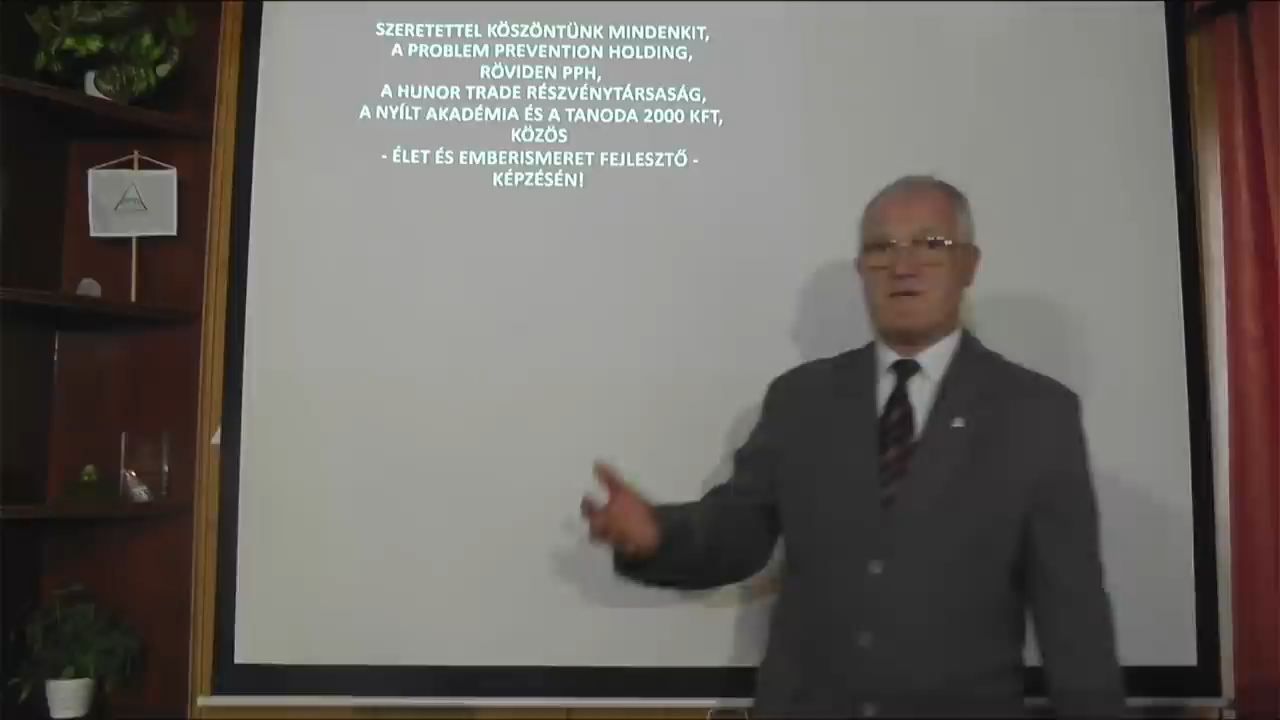 SZERETETTEL KÖSZÖNTÜNK MINDENKIT,
A PROBLEM PREVENTION HOLDING,
RÖVIDEN PPH,
A HUNOR TRADE RÉSZVÉNYTÁRSASÁG,
A NYÍLT AKADÉMIA ÉS A TANODA 2000 KFT,
KÖZÖS
- ÉLET ÉS EMBERISMERET FEJLESZTŐ -
KÉPZÉSÉN!